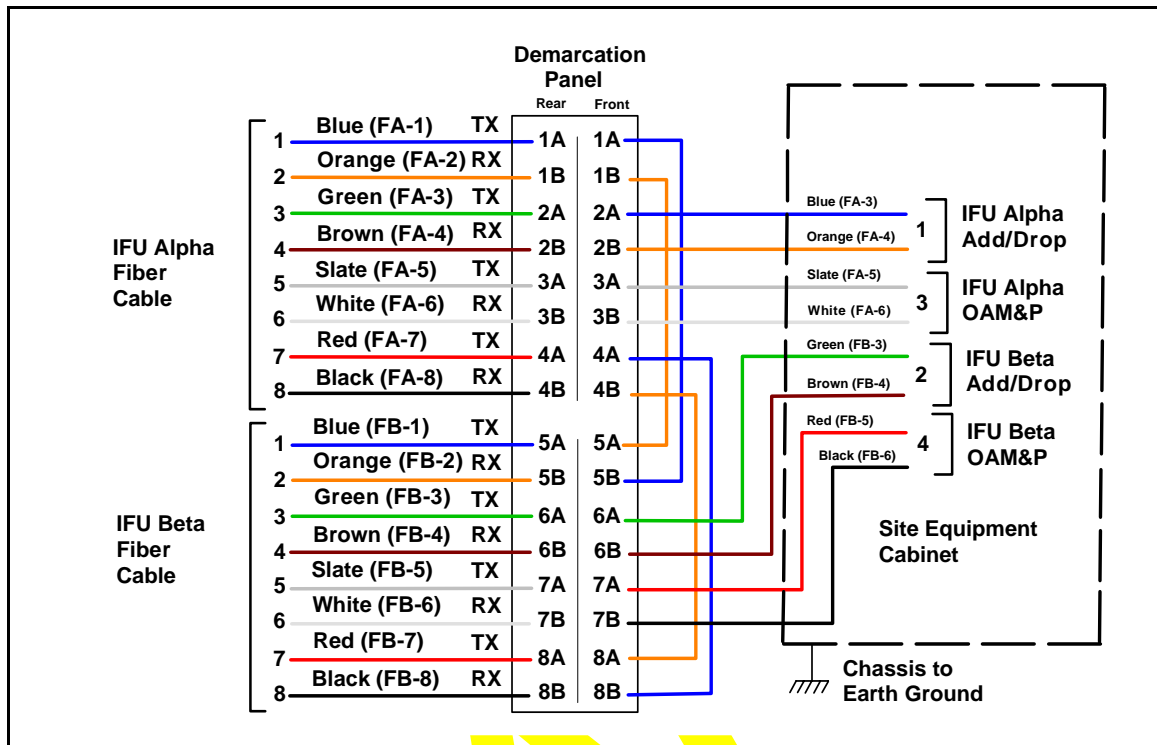 Demarcation
Panel
Rear Front
IFU Alpha
Fiber
Cable
1 Blue (FA-1) TX 1A 1A
2 Orange (FA-2) RX 1B 1B
3 Green (FA-3) TX 2A 2A
4 Brown (FA-4) RX 2B 2B
5 Slate (FA-5) TX 3A 3A
6 White (FA-6) RX 3B 3B
7 Red (FA-7) TX 4A 4A
8 Black (FA-8) RX 4B 4B
IFU Beta
Fiber
Cable
1 Blue (FB-1) TX 5A 5A
2 Orange (FB-2) RX 5B 5B
3 Green (FB-3) TX 6A 6A
4 Brown (FB-4) RX 6B 6B
5 Slate (FB-5) TX 7A 7A
6 White (FB-6) RX 7B 7B
7 Red (FB-7) TX 8A 8A
8 Black (FB-8) RX 8B 8B
Blue (FA-3)
Orange (FA-4)
1
IFU Alpha
Add/Drop
Slate (FA-5)
White (FA-6)
3
IFU Alpha
OAM&P
Green (FB-3)
Brown (FB-4)
2
IFU Beta
Add/Drop
Red (FB-5)
Black (FB-6)
4
IFU Beta
OAM&P
Site Equipment
Cabinet
Chassis to
Earth Ground